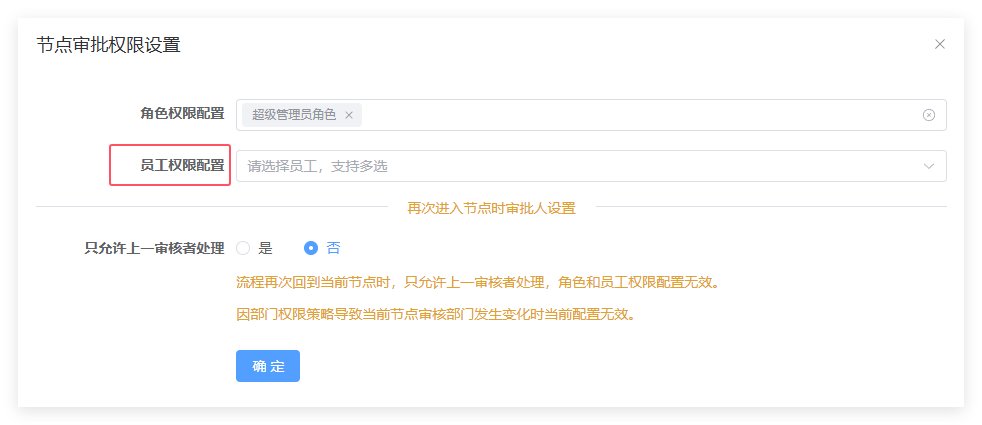 节点审批权限设置
角色权限配置 超级管理员角色
员工权限配置 请选择员工，支持多选
再次进入节点时审批人设置
只允许上一审核者处理 是 否
流程再次回到当前节点时，只允许上一审核者处理，角色和员工权限配置无效。
因部门权限策略导致当前节点审核部门发生变化时当前配置无效。
确 定